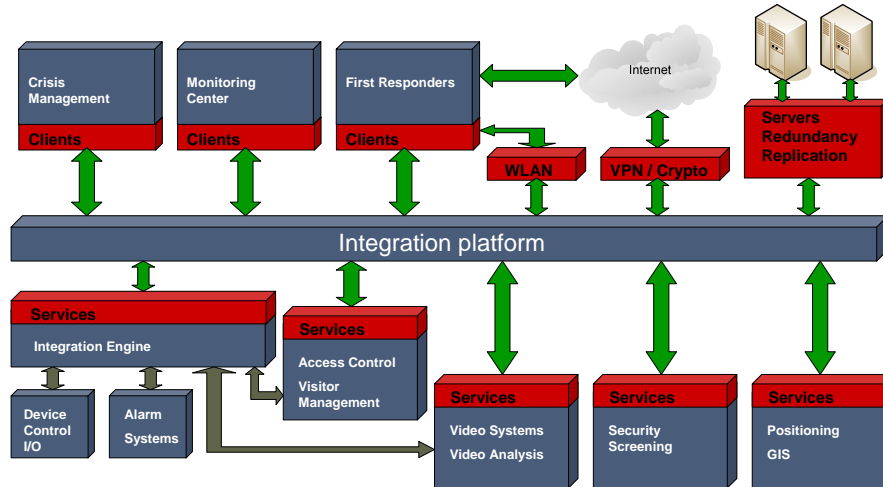 Crisis
Management
Clients
Monitoring
Center
Clients
First Responders
Clients
Internet
WLAN
VPN / Crypto
Servers
Redundancy
Replication
Integration platform
Services
Integration Engine
Services
Access Control
Visitor
Management
Device
Control
I/O
Alarm
Systems
Services
Video Systems
Video Analysis
Services
Security
Screening
Services
Positioning
GIS